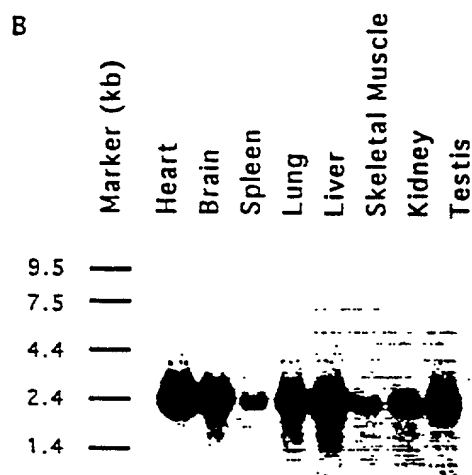 B
Marker (kb)
Heart
Brain
Spleen
Lung
Liver
Skeletal Muscle
Kidney
Testis
9.5
7.5
4.4
2.4
1.4